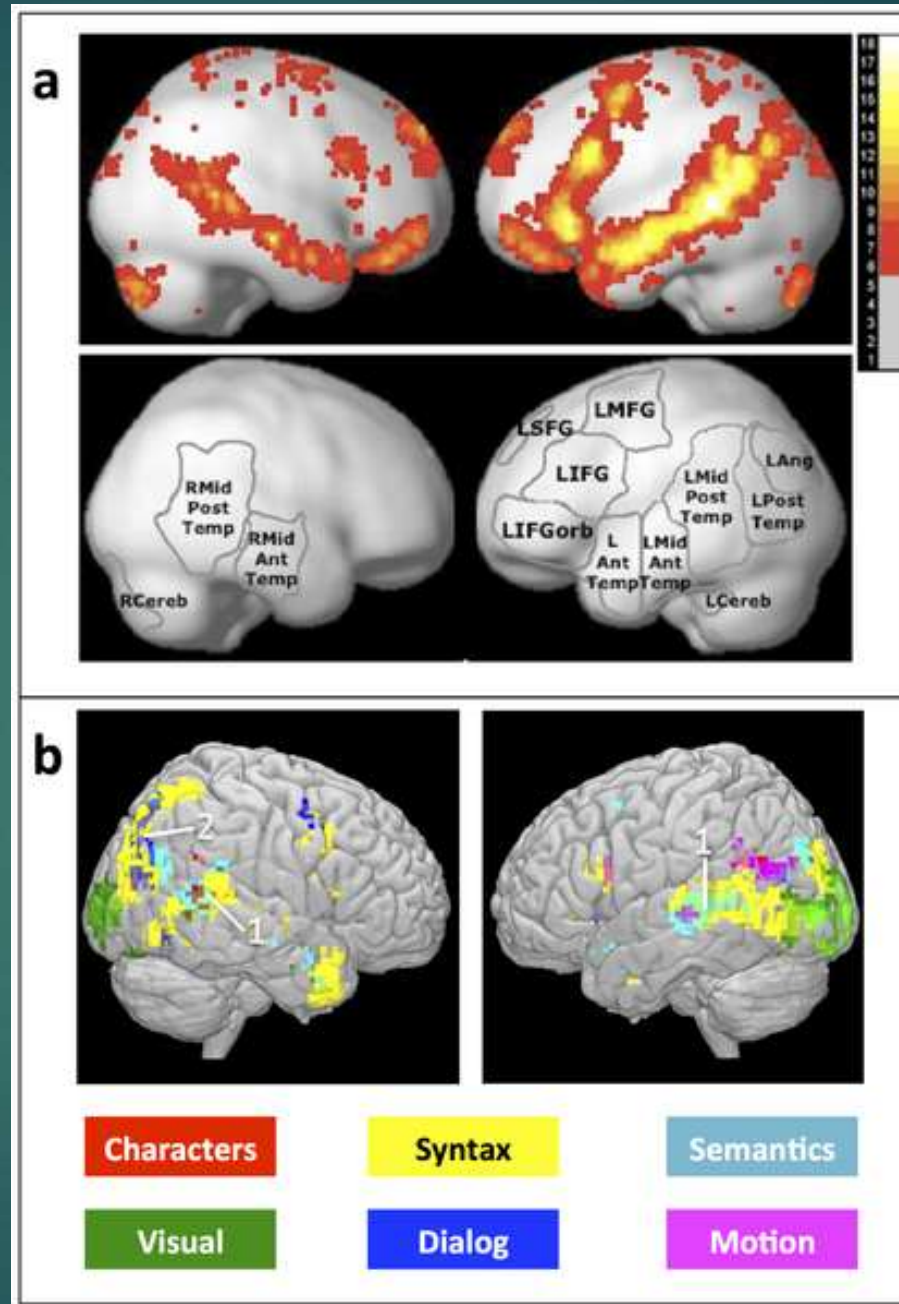 a
18
17
16
15
14
13
12
11
10
9
8
7
6
5
4
3
2
1
RMid
Post
Temp
RMid
Ant
Temp
RCereb
LSFG
LMFG
LIFG
LIFGorb
L
Ant
Temp
LMid
Ant
Temp
LMid
Post
Temp
LAng
LPost
Temp
LCereb
b
2
1
1
Characters
Syntax
Semantics
Visual
Dialog
Motion